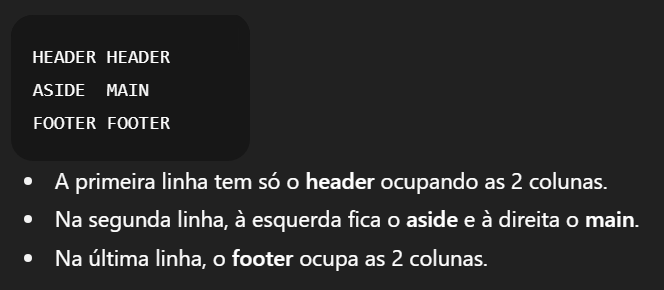 HEADER HEADER
ASIDE  MAIN
FOOTER FOOTER
• A primeira linha tem só o header ocupando as 2 colunas.
• Na segunda linha, à esquerda fica o aside e à direita o main.
• Na última linha, o footer ocupa as 2 colunas.